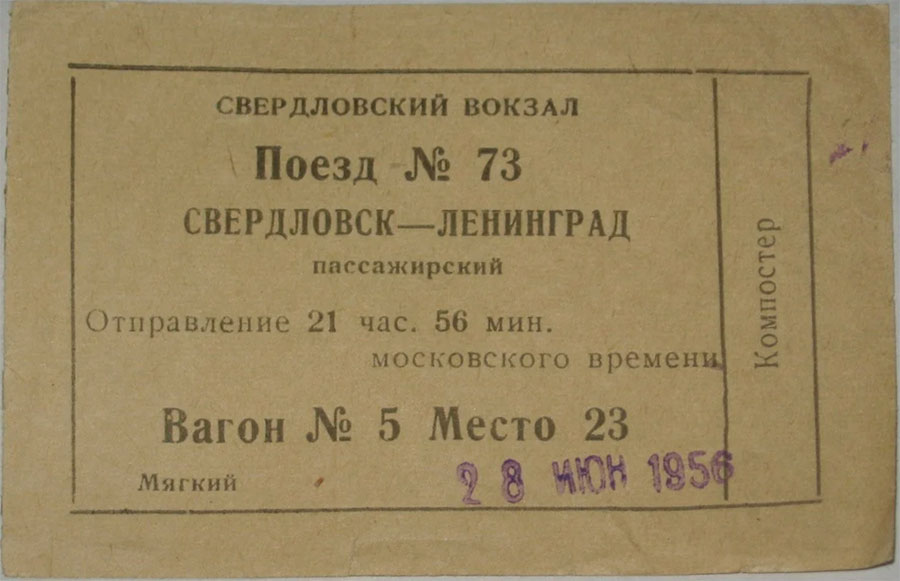 СВЕРДЛОВСКИЙ ВОКЗАЛ
Поезд № 73
СВЕРДЛОВСК—ЛЕНИНГРАД
пассажирский
Отправление 21 час. 56 мин.
московского времени
Вагон № 5 Место 23
Мягкий
28 ИЮН 1956
Компостер